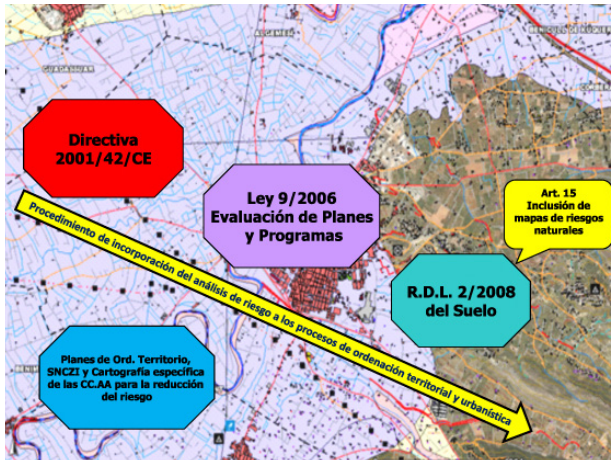 ALGEMES
GUADASSUAR
Directiva
2001/42/CE
Ley 9/2006
Evaluación de Planes
y Programas
Art. 15
Inclusión de
mapas de riesgos
naturales
Procedimiento de incorporación del análisis de riesgo a los procesos de ordenación territorial y urbanística
R.D.L. 2/2008
del Suelo
Planes de Ord. Territorio,
SNCZI y Cartografía específica
de las CC.AA para la reducción
del riesgo